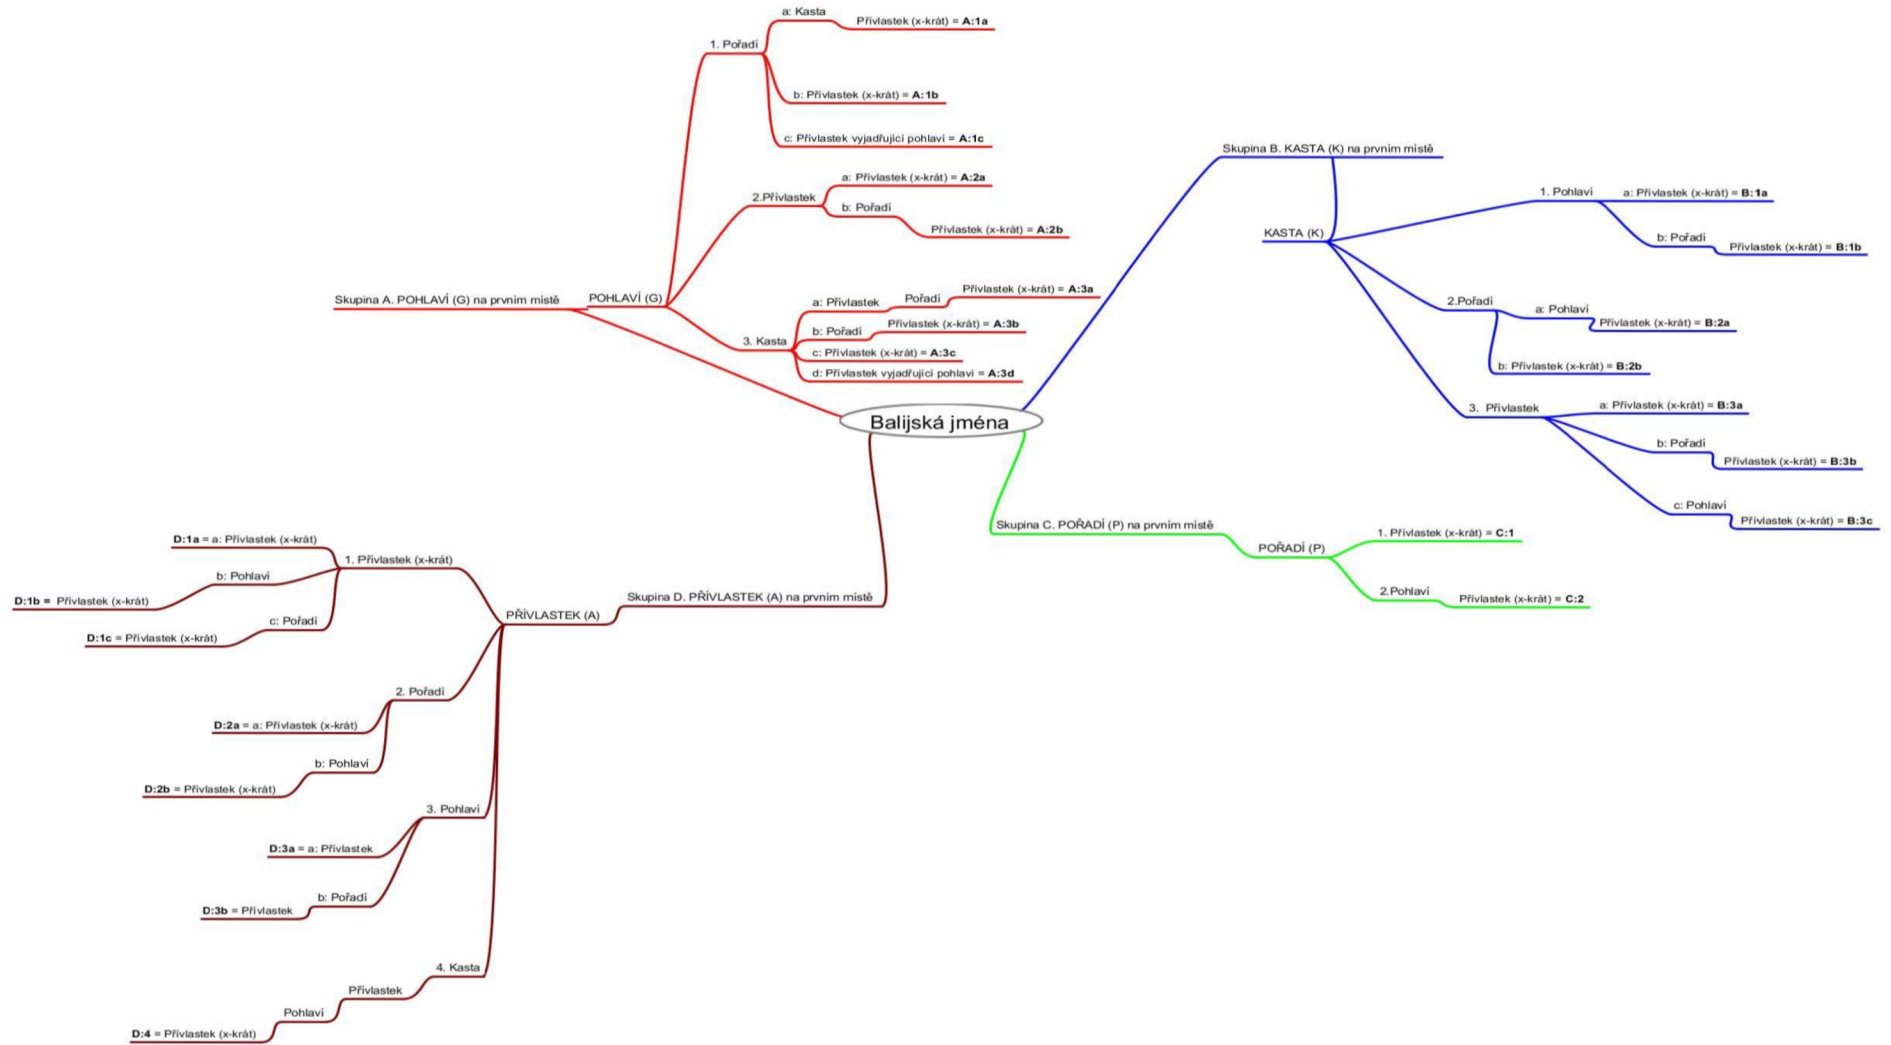 Balijská jména
Skupina A. POHLAVÍ (G) na prvním místě
POHLAVÍ (G)
1. Pořadí
a: Kasta
Přívlastek (x-krát) = A:1a
b: Přívlastek (x-krát) = A:1b
c: Přívlastek vyjadřující pohlaví = A:1c
2.Přívlastek
a: Přívlastek (x-krát) = A:2a
b: Pořadí
Přívlastek (x-krát) = A:2b
3. Kasta
a: Přívlastek
Pořadí
Přívlastek (x-krát) = A:3a
b: Pořadí
Přívlastek (x-krát) = A:3b
c: Přívlastek (x-krát) = A:3c
d: Přívlastek vyjadřující pohlaví = A:3d
Skupina B. KASTA (K) na prvním místě
KASTA (K)
1. Pohlaví
a: Přívlastek (x-krát) = B:1a
b: Pořadí
Přívlastek (x-krát) = B:1b
2.Pořadí
a: Pohlaví
Přívlastek (x-krát) = B:2a
b: Přívlastek (x-krát) = B:2b
3. Přívlastek
a: Přívlastek (x-krát) = B:3a
b: Pořadí
Přívlastek (x-krát) = B:3b
c: Pohlaví
Přívlastek (x-krát) = B:3c
Skupina C. POŘADÍ (P) na prvním místě
POŘADÍ (P)
1. Přívlastek (x-krát) = C:1
2.Pohlaví
Přívlastek (x-krát) = C:2
Skupina D. PŘÍVLASTEK (A) na prvním místě
PŘÍVLASTEK (A)
1. Přívlastek (x-krát)
D:1a = a: Přívlastek (x-krát)
b: Pohlaví
D:1b = Přívlastek (x-krát)
c: Pořadí
D:1c = Přívlastek (x-krát)
2. Pořadí
D:2a = a: Přívlastek (x-krát)
b: Pohlaví
D:2b = Přívlastek (x-krát)
3. Pohlaví
D:3a = a: Přívlastek
b: Pořadí
D:3b = Přívlastek
4. Kasta
Přívlastek
Pohlaví
D:4 = Přívlastek (x-krát)